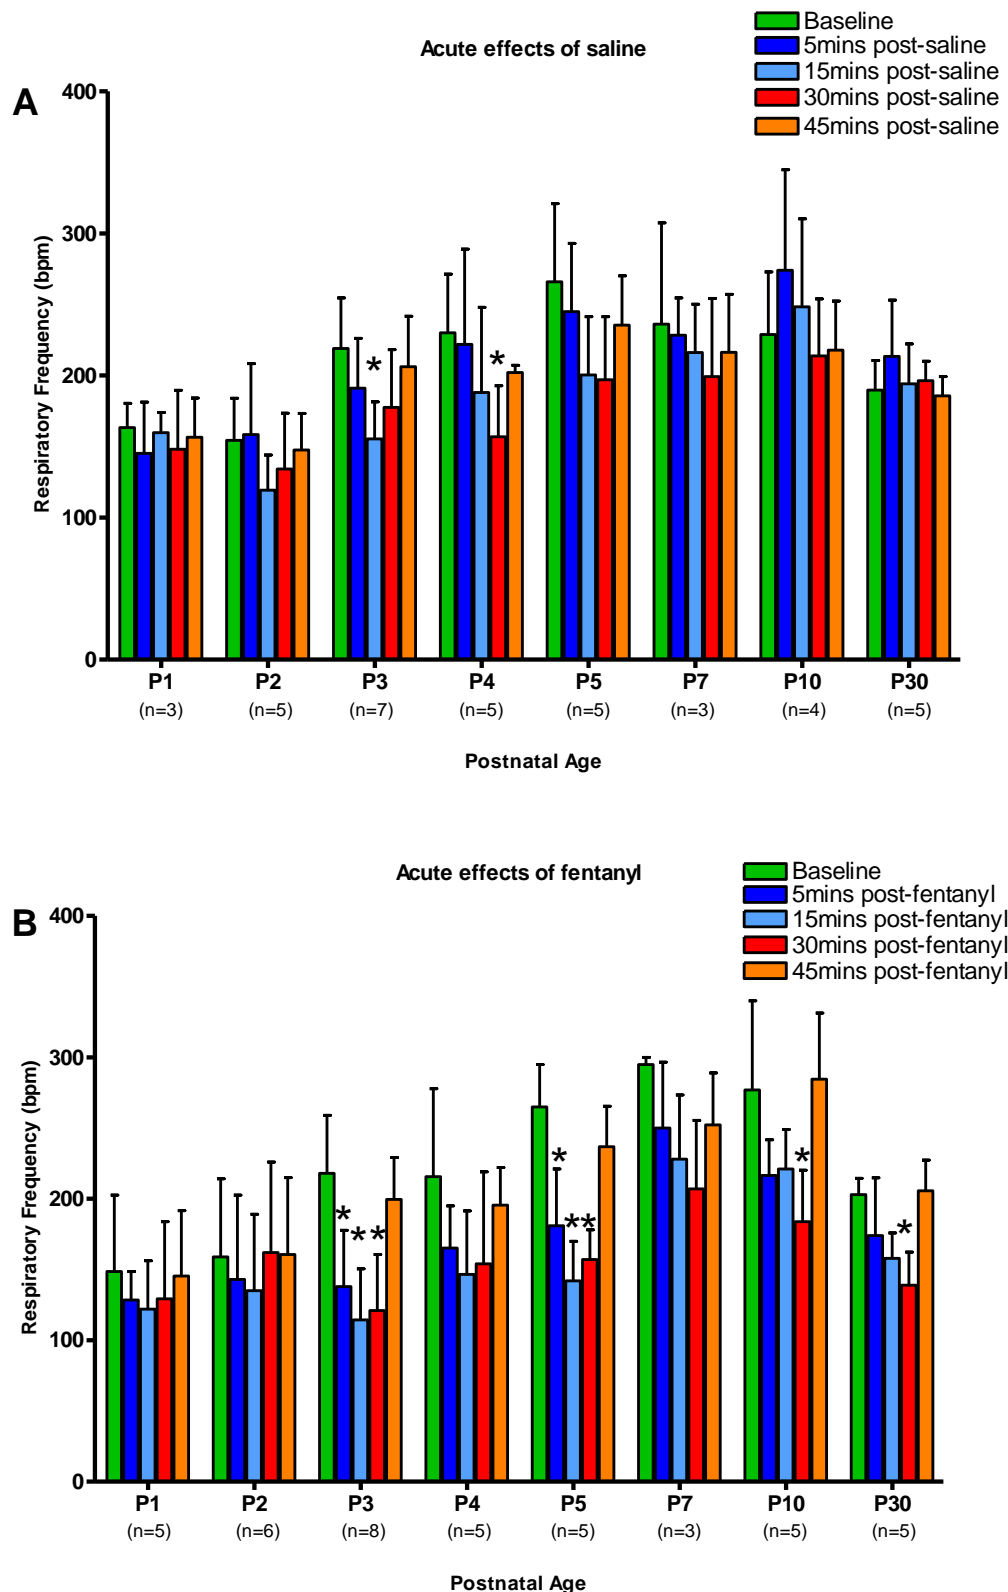 Acute effects of saline
Baseline
5mins post-saline
15mins post-saline
30mins post-saline
45mins post-saline
A
400
300
200
100
0
Respiratory Frequency (bpm)
*
*
P1 P2 P3 P4 P5 P7 P10 P30
(n=3) (n=5) (n=7) (n=5) (n=5) (n=3) (n=4) (n=5)
Postnatal Age
Acute effects of fentanyl
Baseline
5mins post-fentanyl
15mins post-fentanyl
30mins post-fentanyl
45mins post-fentanyl
B
400
300
200
100
0
Respiratory Frequency (bpm)
* * *
* * *
*
*
P1 P2 P3 P4 P5 P7 P10 P30
(n=5) (n=6) (n=8) (n=5) (n=5) (n=3) (n=5) (n=5)
Postnatal Age